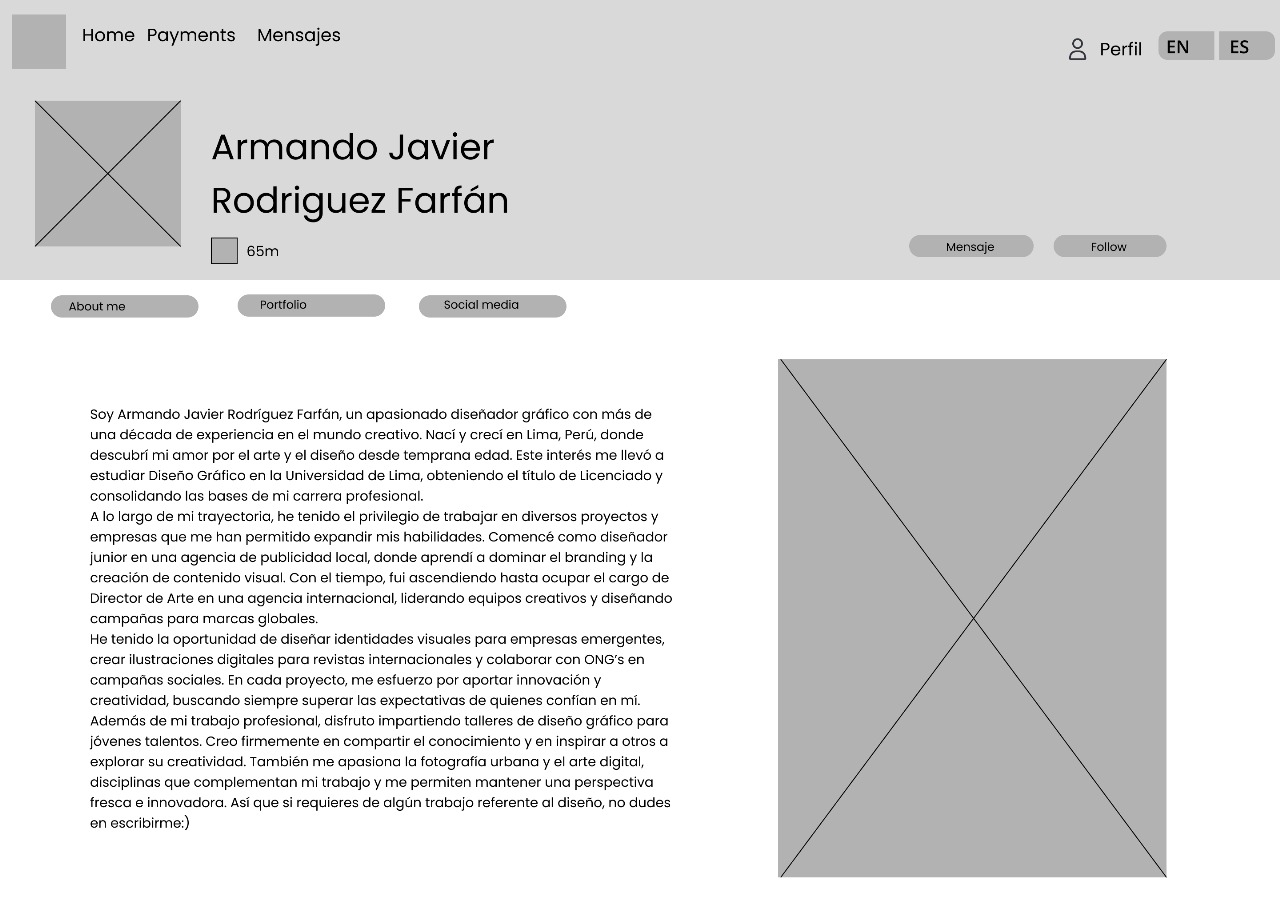 Home Payments Mensajes
Perfil EN ES
Armando Javier
Rodriguez Farfán
65m
Mensaje Follow
About me Portfolio Social media
Soy Armando Javier Rodríguez Farfán, un apasionado diseñador gráfico con más de
una década de experiencia en el mundo creativo. Nací y crecí en Lima, Perú, donde
descubrí mi amor por el arte y el diseño desde temprana edad. Este interés me llevó a
estudiar Diseño Gráfico en la Universidad de Lima, obteniendo el título de Licenciado y
consolidando las bases de mi carrera profesional.
A lo largo de mi trayectoria, he tenido el privilegio de trabajar en diversos proyectos y
empresas que me han permitido expandir mis habilidades. Comencé como diseñador
junior en una agencia de publicidad local, donde aprendí a dominar el branding y la
creación de contenido visual. Con el tiempo, fui ascendiendo hasta ocupar el cargo de
Director de Arte en una agencia internacional, liderando equipos creativos y diseñando
campañas para marcas globales.
He tenido la oportunidad de diseñar identidades visuales para empresas emergentes,
crear ilustraciones digitales para revistas internacionales y colaborar con ONG’s en
campañas sociales. En cada proyecto, me esfuerzo por aportar innovación y
creatividad, buscando siempre superar las expectativas de quienes confían en mí.
Además de mi trabajo profesional, disfruto impartiendo talleres de diseño gráfico para
jóvenes talentos. Creo firmemente en compartir el conocimiento y en inspirar a otros a
explorar su creatividad. También me apasiona la fotografía urbana y el arte digital,
disciplinas que complementan mi trabajo y me permiten mantener una perspectiva
fresca e innovadora. Así que si requieres de algún trabajo referente al diseño, no dudes
en escribirme:)